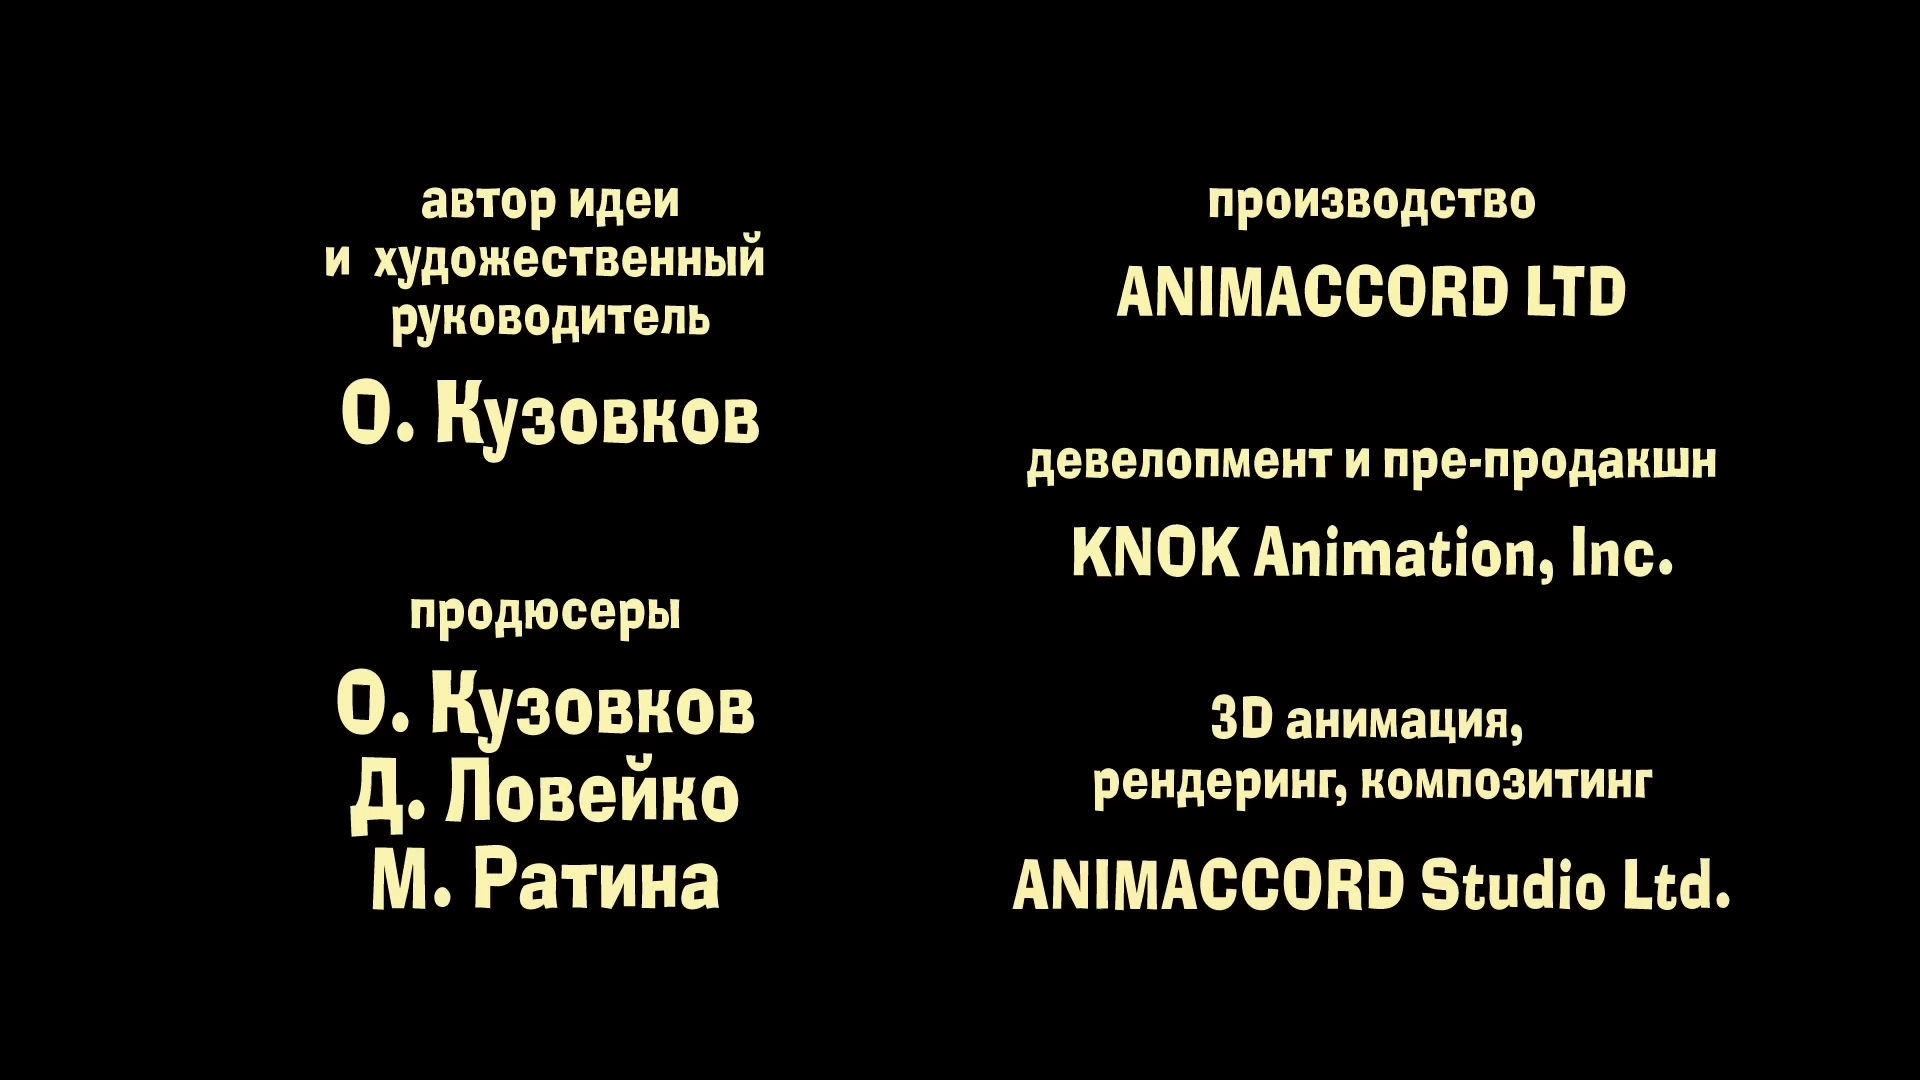 автор идеи
и художественный
руководитель
О. Кузовков
продюсеры
О. Кузовков
Д. Ловейко
М. Ратина
производство
ANIMACCORD LTD
девелопмент и пре-продакшн
KNOK Animation, Inc.
3D анимация,
рендеринг, композитинг
ANIMACCORD Studio Ltd.